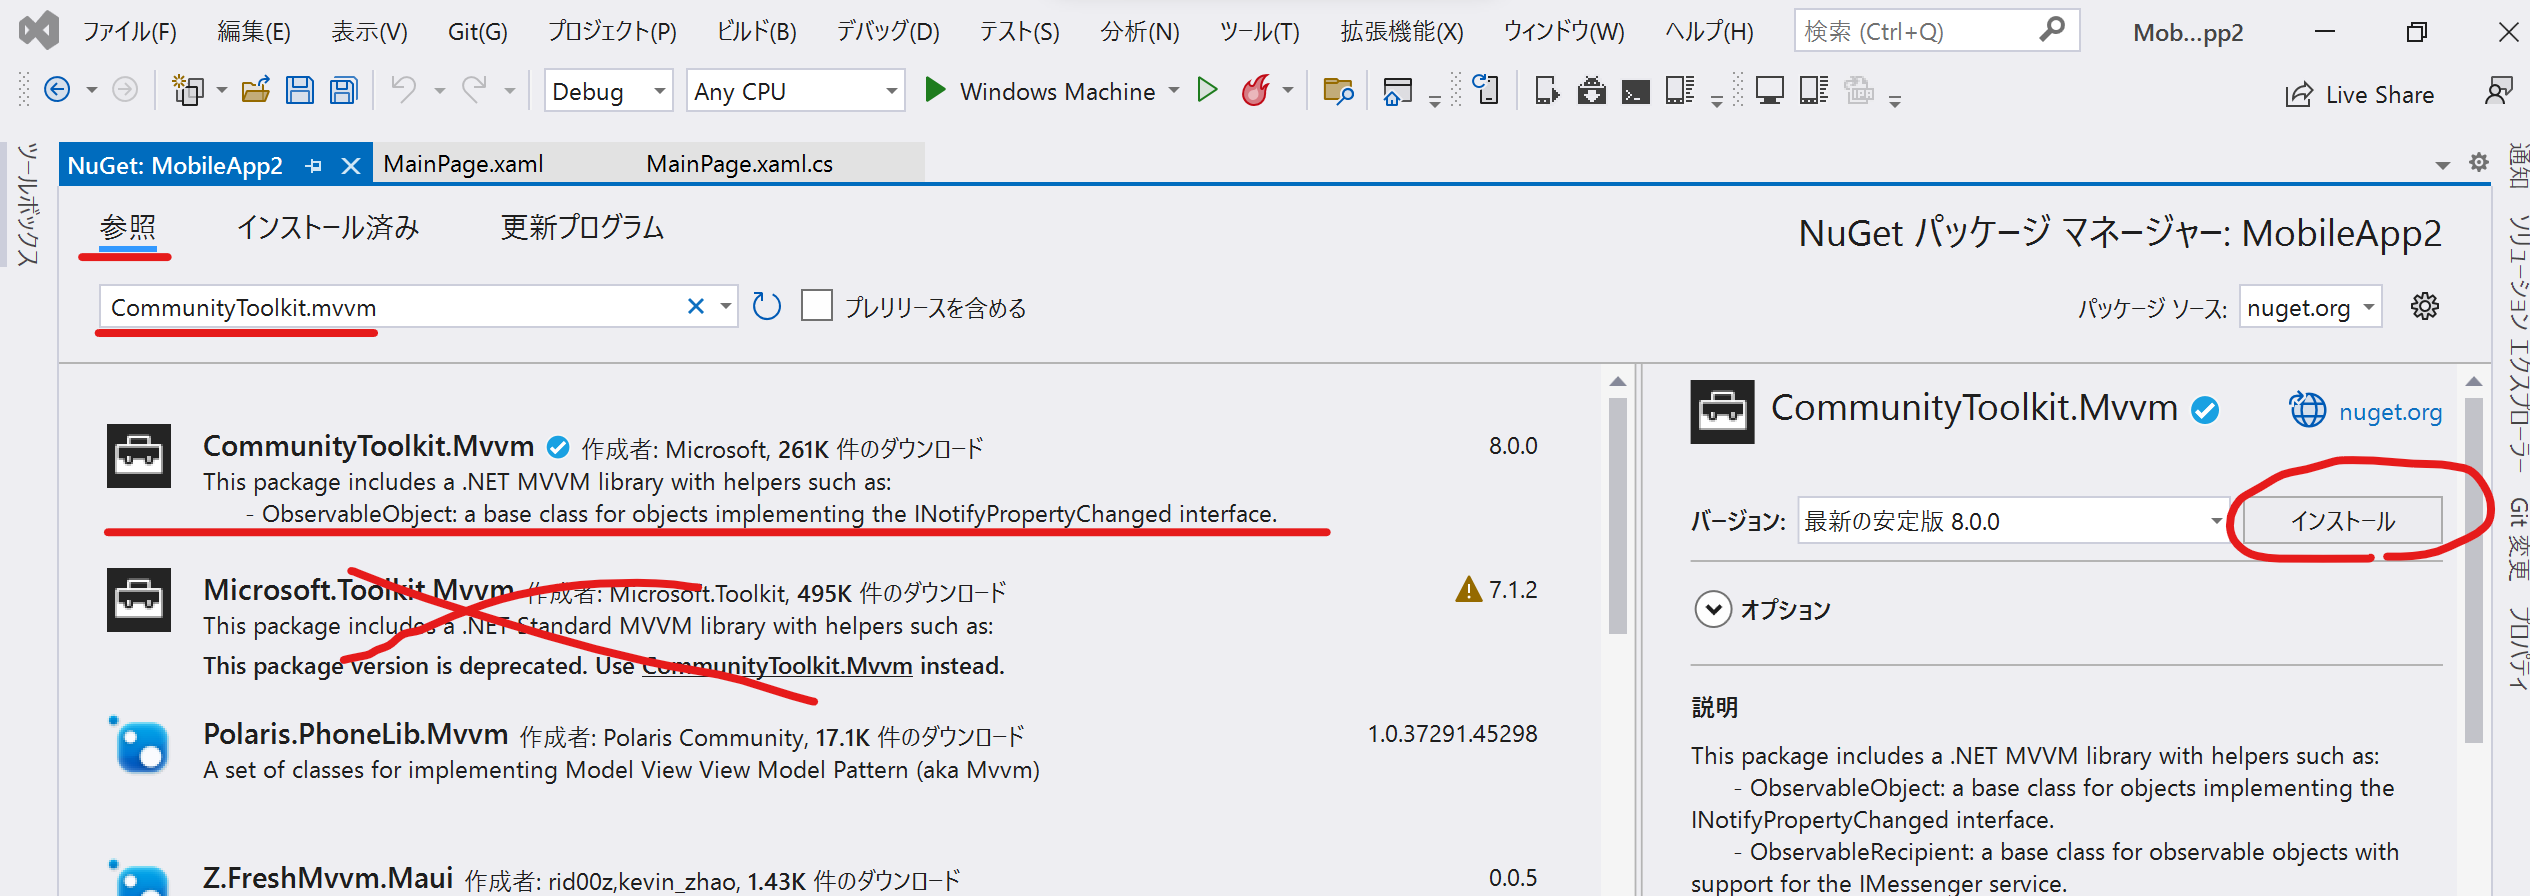 ファイル(F) 編集(E) 表示(V) Git(G) プロジェクト(P) ビルド(B) デバッグ(D) テスト(S) 分析(N) ツール(T) 拡張機能(X) ウィンドウ(W) ヘルプ(H) 検索 (Ctrl+Q) Mob...pp2
Debug Any CPU Windows Machine Live Share
ツールボックス
NuGet: MobileApp2 MainPage.xaml MainPage.xaml.cs
参照 インストール済み 更新プログラム
NuGet パッケージ マネージャー: MobileApp2
CommunityToolkit.mvvm プレリリースを含める
パッケージ ソース: nuget.org
CommunityToolkit.Mvvm 作成者: Microsoft, 261K 件のダウンロード 8.0.0
This package includes a .NET MVVM library with helpers such as:
- ObservableObject: a base class for objects implementing the INotifyPropertyChanged interface.
Microsoft.Toolkit.Mvvm 作成者: Microsoft.Toolkit, 495K 件のダウンロード 7.1.2
This package includes a .NET Standard MVVM library with helpers such as:
This package version is deprecated. Use CommunityToolkit.Mvvm instead.
Polaris.PhoneLib.Mvvm 作成者: Polaris Community, 17.1K 件のダウンロード 1.0.37291.45298
A set of classes for implementing Model View View Model Pattern (aka Mvvm)
Z.FreshMvvm.Maui 作成者: rid00z,kevin_zhao, 1.43K 件のダウンロード 0.0.5
CommunityToolkit.Mvvm nuget.org
バージョン: 最新の安定版 8.0.0 インストール
オプション
説明
This package includes a .NET MVVM library with helpers such as:
- ObservableObject: a base class for objects implementing the
INotifyPropertyChanged interface.
- ObservableRecipient: a base class for observable objects with
support for the IMessenger service.
通知
ソリューション エクスプローラー
Git 変更
プロパティ